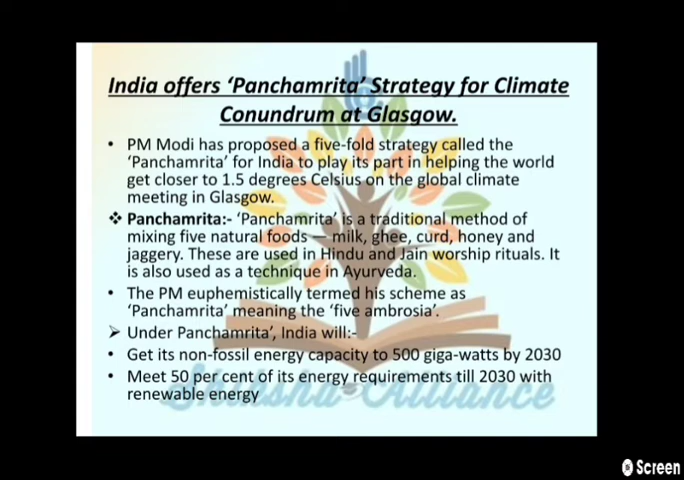 India offers ‘Panchamrita’ Strategy for Climate
Conundrum at Glasgow.
• PM Modi has proposed a five-fold strategy called the
‘Panchamrita’ for India to play its part in helping the world
get closer to 1.5 degrees Celsius on the global climate
meeting in Glasgow.
❖ Panchamrita:- ‘Panchamrita’ is a traditional method of
mixing five natural foods — milk, ghee, curd, honey and
jaggery. These are used in Hindu and Jain worship rituals. It
is also used as a technique in Ayurveda.
• The PM euphemistically termed his scheme as
‘Panchamrita’ meaning the ‘five ambrosia’.
➢ Under Panchamrita’, India will:-
• Get its non-fossil energy capacity to 500 giga-watts by 2030
• Meet 50 per cent of its energy requirements till 2030 with
renewable energy
Shiksha Alliance
Screen